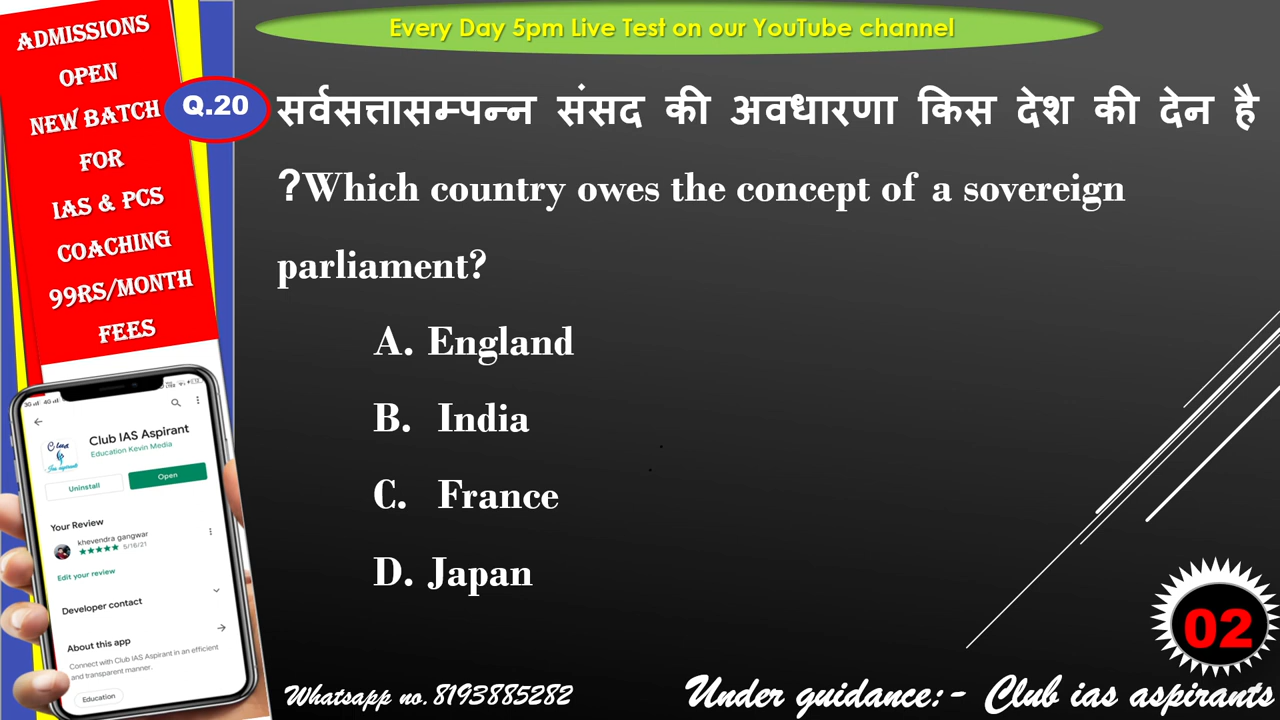 Every Day 5pm Live Test on our YouTube channel
ADMISSIONS
OPEN
NEW BATCH
FOR
IAS & PCS
COACHING
99RS/MONTH
FEES
Q.20
सर्वसत्तासम्पन्न संसद की अवधारणा किस देश की देन है
?Which country owes the concept of a sovereign
parliament?
A. England
B. India
C. France
D. Japan
Club IAS Aspirant
Education Kevin Media
Uninstall
Open
Your Review
khevendra gangwar
5/16/21
Edit your review
Developer contact
About this app
Connect with Club IAS Aspirant in an efficient
and transparent manner.
Education
02
Whatsapp no. 8193885282
Under guidance:- Club ias aspirants